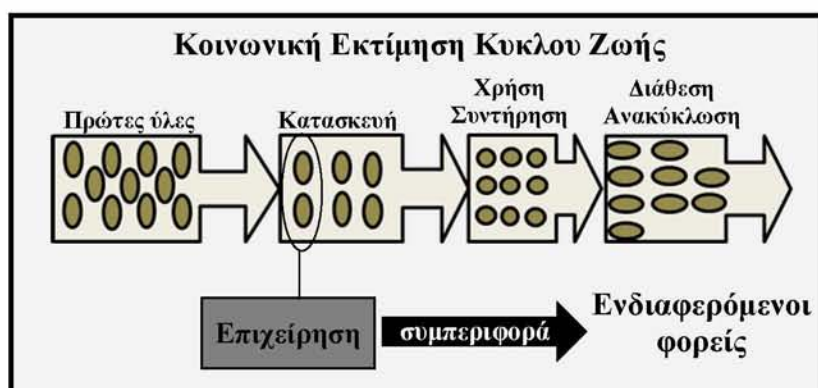 Κοινωνική Εκτίμηση Κυκλου Ζωής
Πρώτες ύλες
Κατασκευή
Χρήση
Συντήρηση
Διάθεση
Ανακύκλωση
Επιχείρηση
συμπεριφορά
Ενδιαφερόμενοι
φορείς